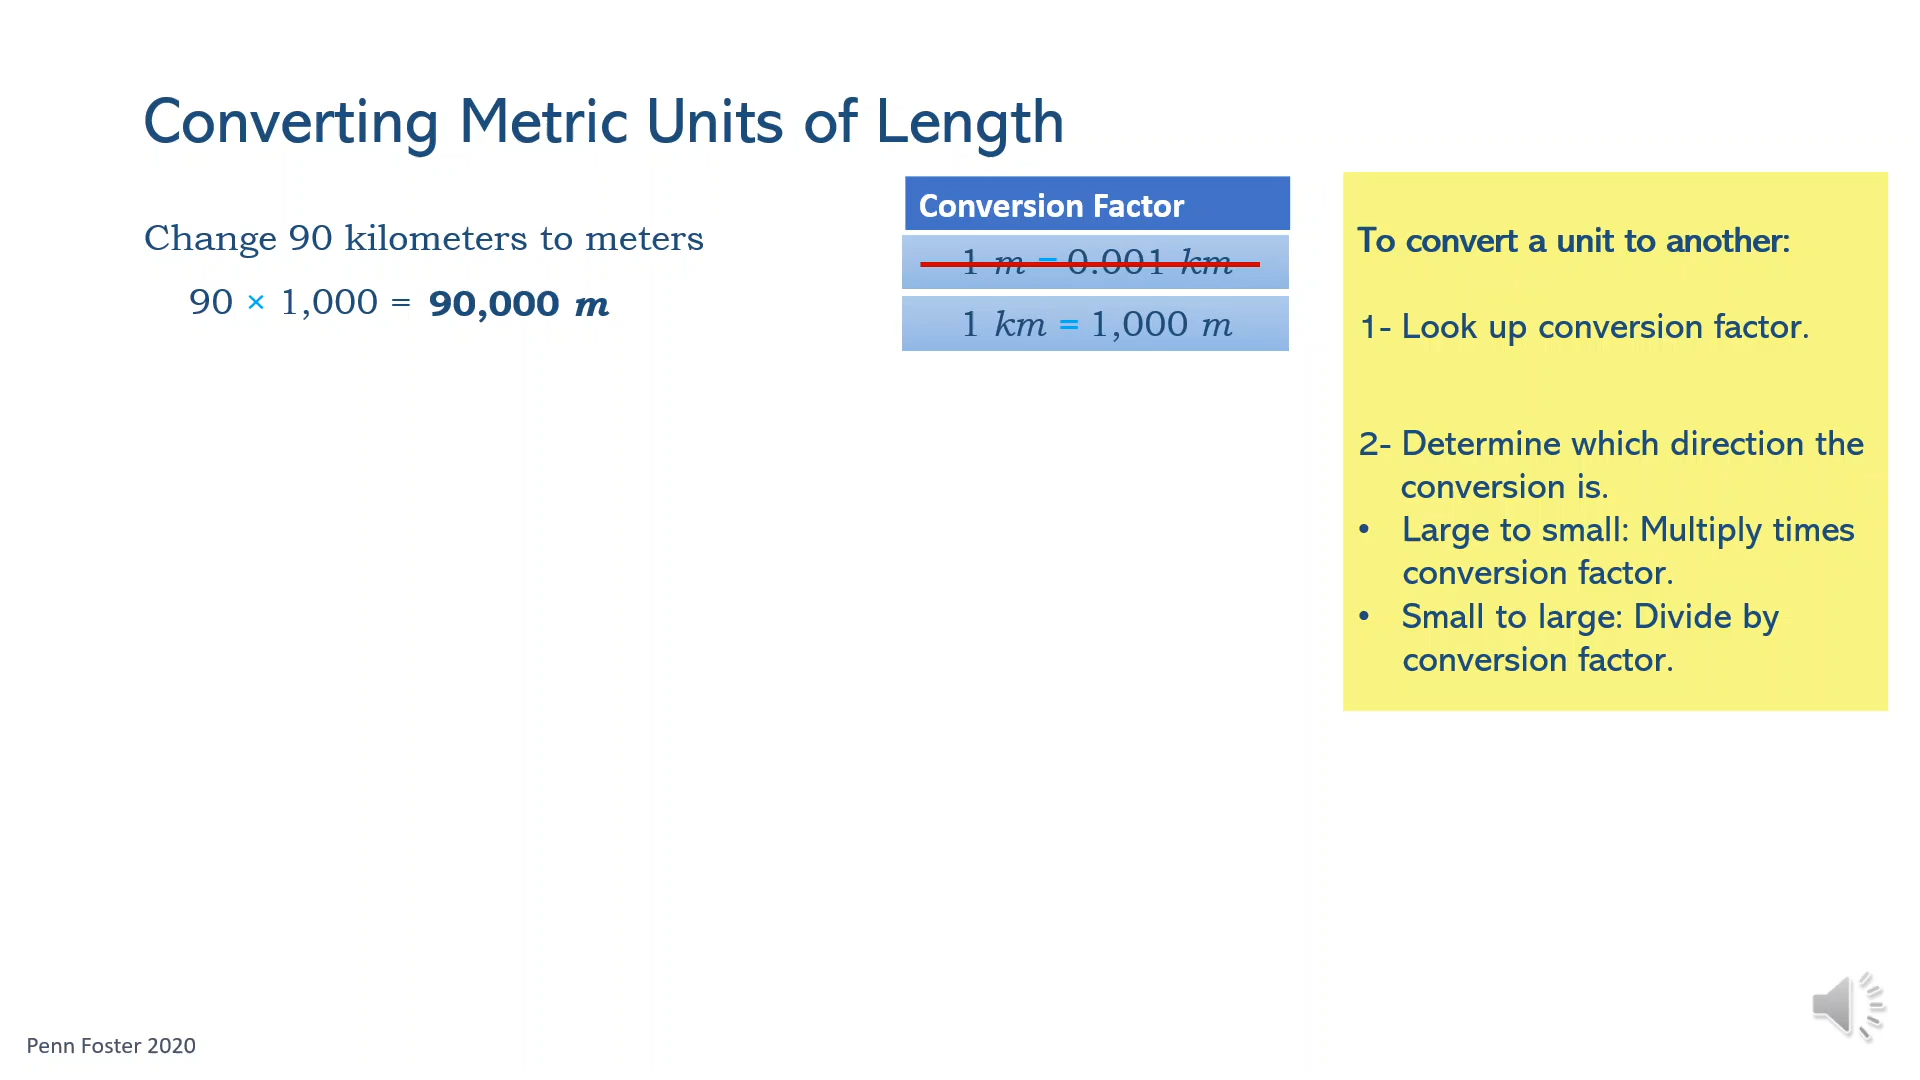 Converting Metric Units of Length
Change 90 kilometers to meters
90 × 1,000 = 90,000 m
Conversion Factor
1 m = 0.001 km
1 km = 1,000 m
To convert a unit to another:
1- Look up conversion factor.
2- Determine which direction the
conversion is.
• Large to small: Multiply times
conversion factor.
• Small to large: Divide by
conversion factor.
Penn Foster 2020